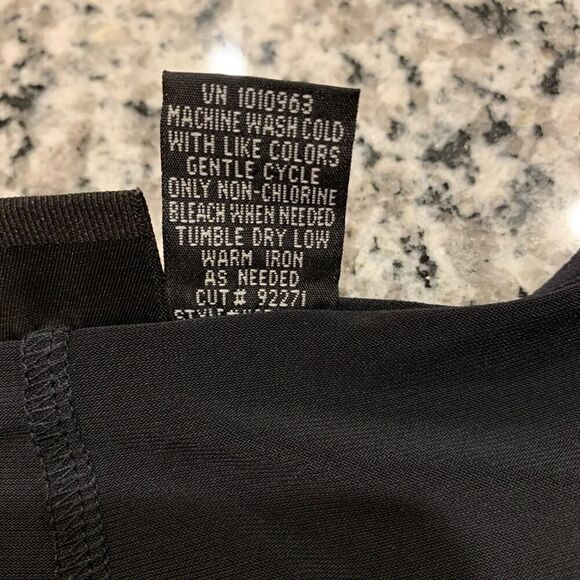 VN 1010963
MACHINE WASH COLD
WITH LIKE COLORS
GENTLE CYCLE
ONLY NON-CHLORINE
BLEACH WHEN NEEDED
TUMBLE DRY LOW
WARM IRON
AS NEEDED
CUT# 92271